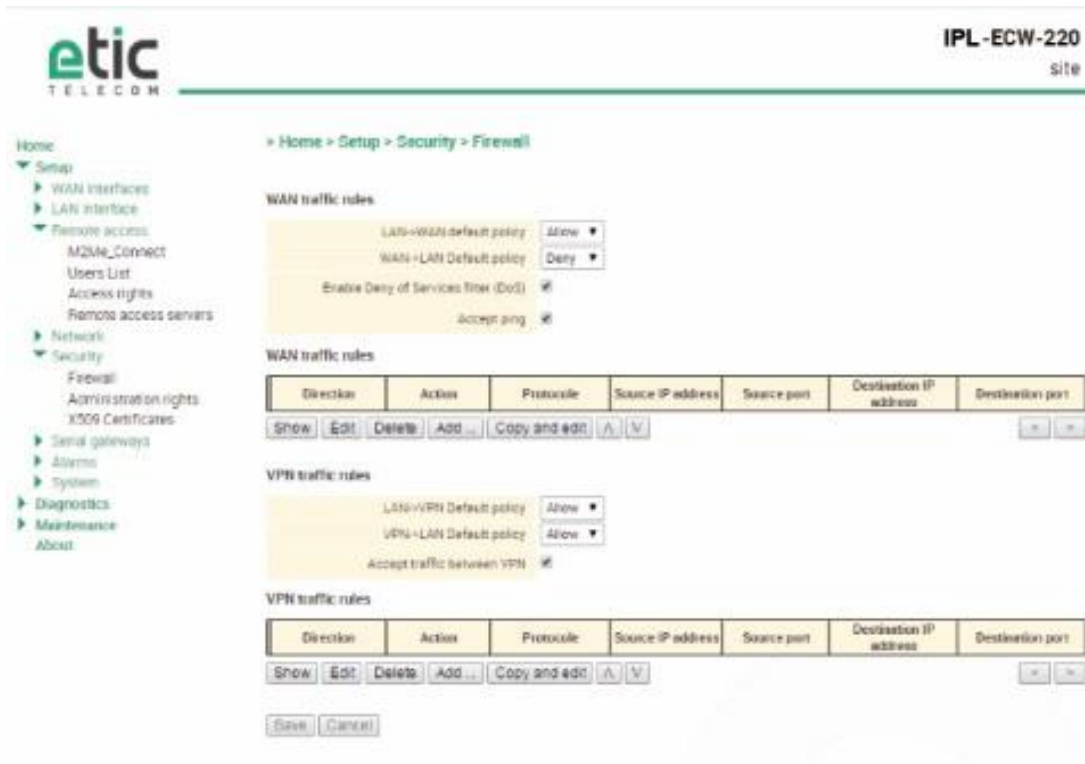 etic
TELECOM
IPL-ECW-220
site
Home
Setup
WAN Interfaces
LAN Interface
Remote access
M2Me_Connect
Users List
Access rights
Remote access servers
Network
Security
Firewall
Administration rights
X509 Certificates
Serial gateways
Alarms
System
Diagnostics
Maintenance
About
> Home > Setup > Security > Firewall
WAN traffic rules
LAN->WAN default policy Allow
WAN->LAN Default policy Deny
Enable Deny of Services filter (DoS)
Accept ping
WAN traffic rules
Direction Action Protocole Source IP address Source port Destination IP address Destination port
Show Edit Delete Add ... Copy and edit Λ V
VPN traffic rules
LAN->VPN Default policy Allow
VPN->LAN Default policy Allow
Accept traffic between VPN
VPN traffic rules
Direction Action Protocole Source IP address Source port Destination IP address Destination port
Show Edit Delete Add ... Copy and edit Λ V
Save Cancel